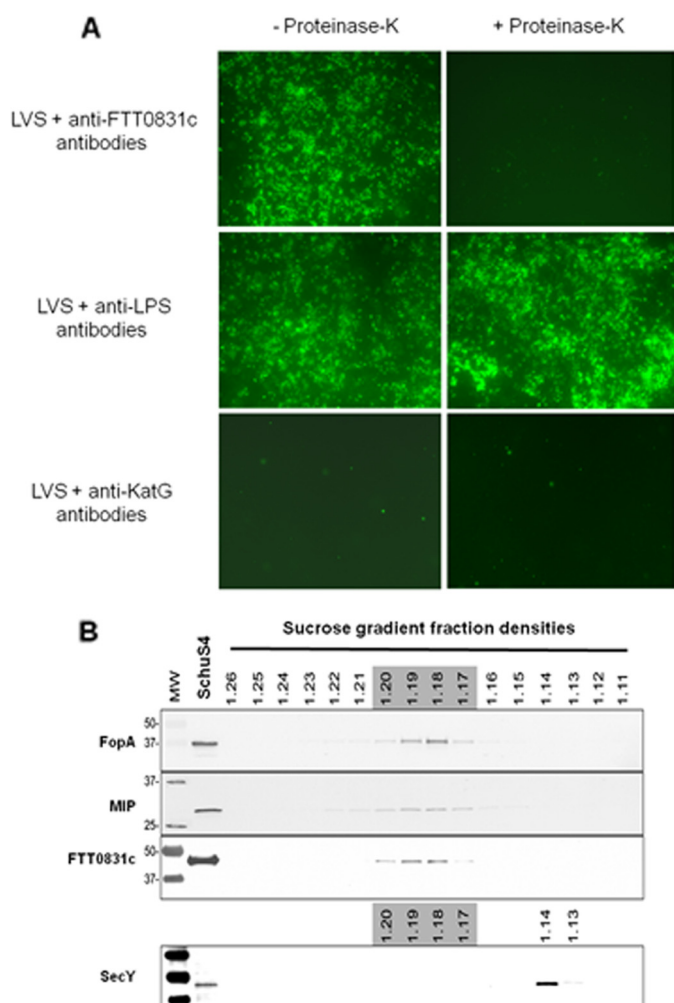 A
- Proteinase-K + Proteinase-K
LVS + anti-FTT0831c
antibodies
LVS + anti-LPS
antibodies
LVS + anti-KatG
antibodies
B
Sucrose gradient fraction densities
MW SchuS4 1.26 1.25 1.24 1.23 1.22 1.21 1.20 1.19 1.18 1.17 1.16 1.15 1.14 1.13 1.12 1.11
50-
FopA 37-
37-
MIP
25-
FTT0831c 50-
37-
1.20 1.19 1.18 1.17 1.14 1.13
SecY